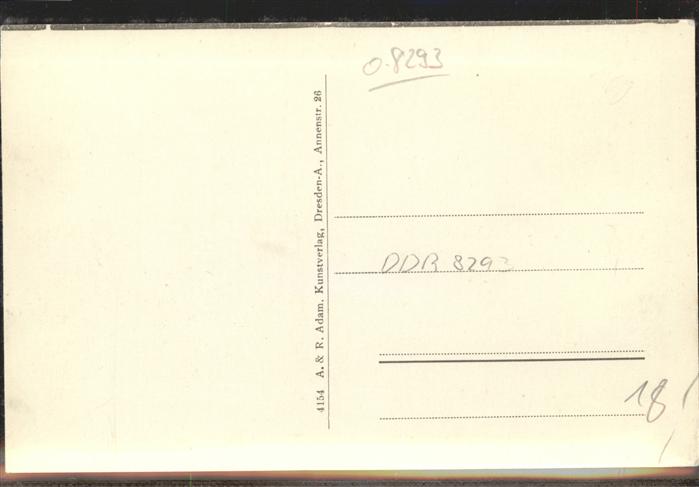 0.8293
4154 A. & R. Adam, Kunstverlag, Dresden-A., Annenstr. 26
DDR 8293
18